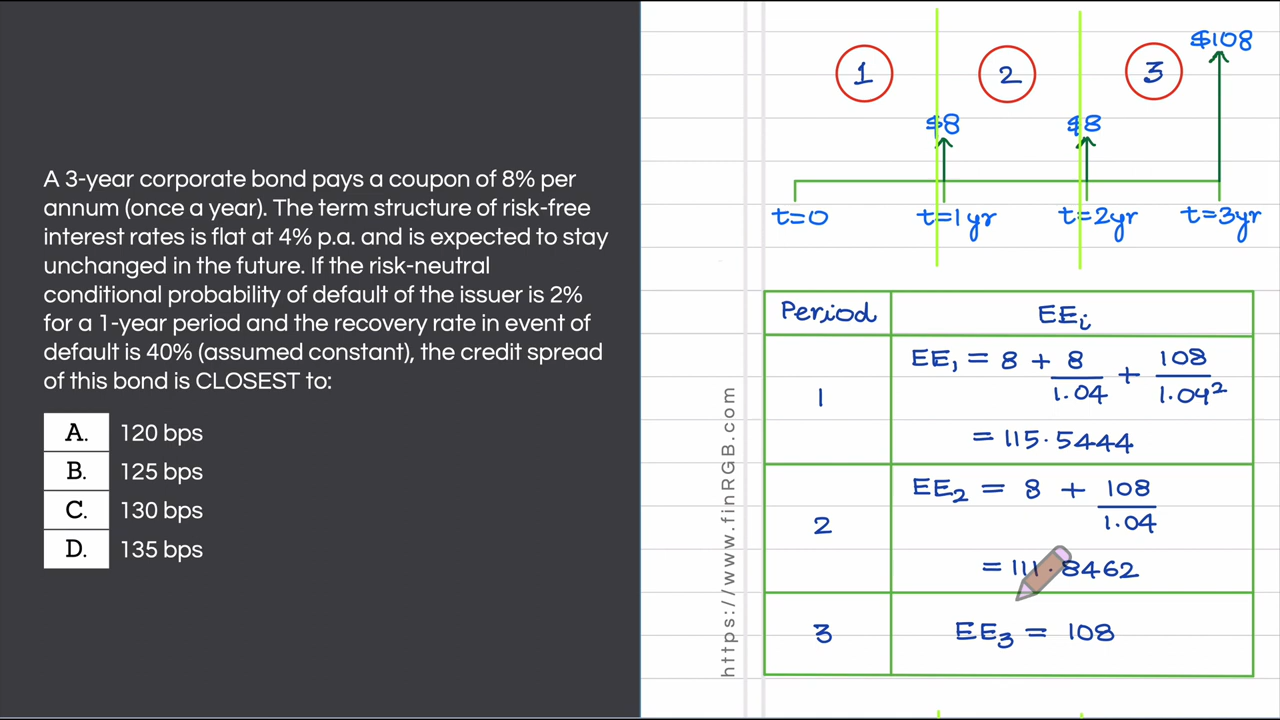 A 3-year corporate bond pays a coupon of 8% per
annum (once a year). The term structure of risk-free
interest rates is flat at 4% p.a. and is expected to stay
unchanged in the future. If the risk-neutral
conditional probability of default of the issuer is 2%
for a 1-year period and the recovery rate in event of
default is 40% (assumed constant), the credit spread
of this bond is CLOSEST to:
A. 120 bps
B. 125 bps
C. 130 bps
D. 135 bps
https://www.finRGB.com
1 2 3 $108
$8 $8
t=0 t=1yr t=2yr t=3yr
Period EEi
1 EE₁ = 8 + 8/1.04 + 108/1.04²
= 115.5444
2 EE₂ = 8 + 108/1.04
= 111.8462
3 EE₃ = 108